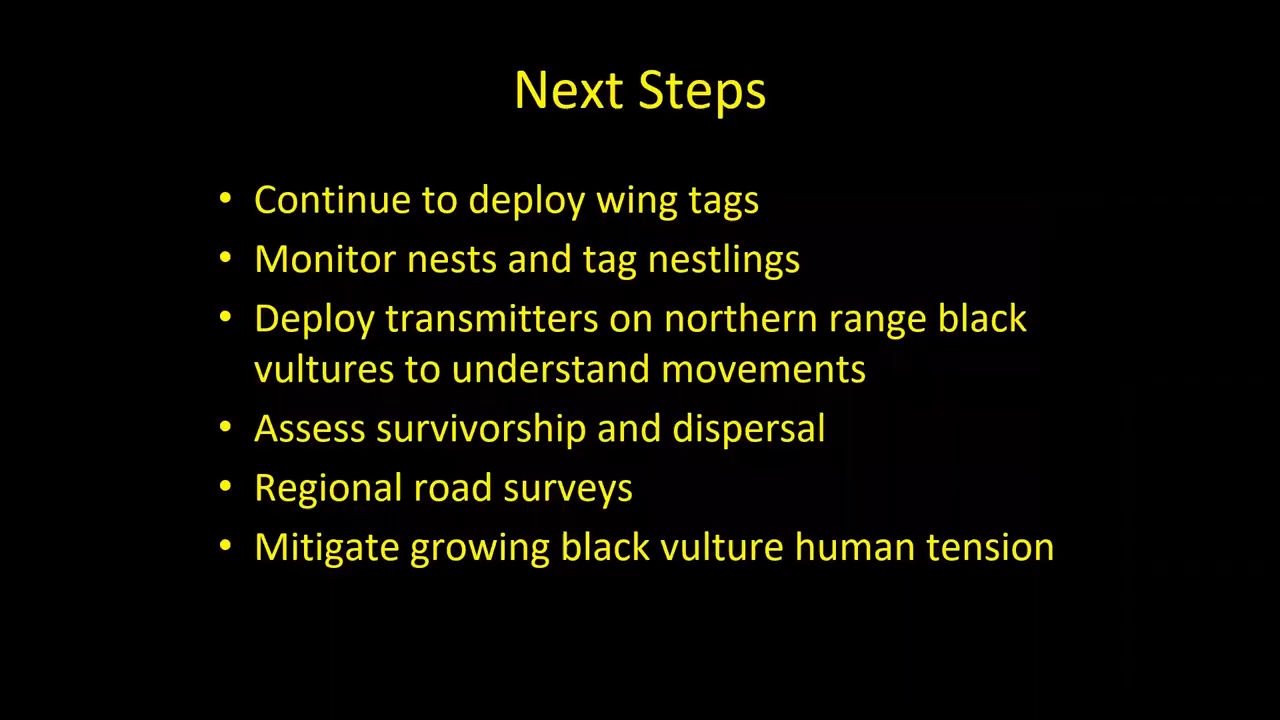 Next Steps
• Continue to deploy wing tags
• Monitor nests and tag nestlings
• Deploy transmitters on northern range black
vultures to understand movements
• Assess survivorship and dispersal
• Regional road surveys
• Mitigate growing black vulture human tension